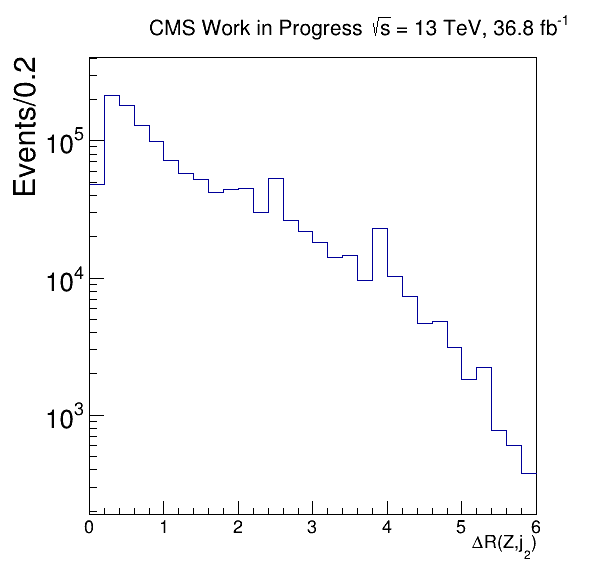 CMS Work in Progress √s = 13 TeV, 36.8 fb⁻¹
Events/0.2
10⁵
10⁴
10³
0 1 2 3 4 5 6
ΔR(Z,j₂)